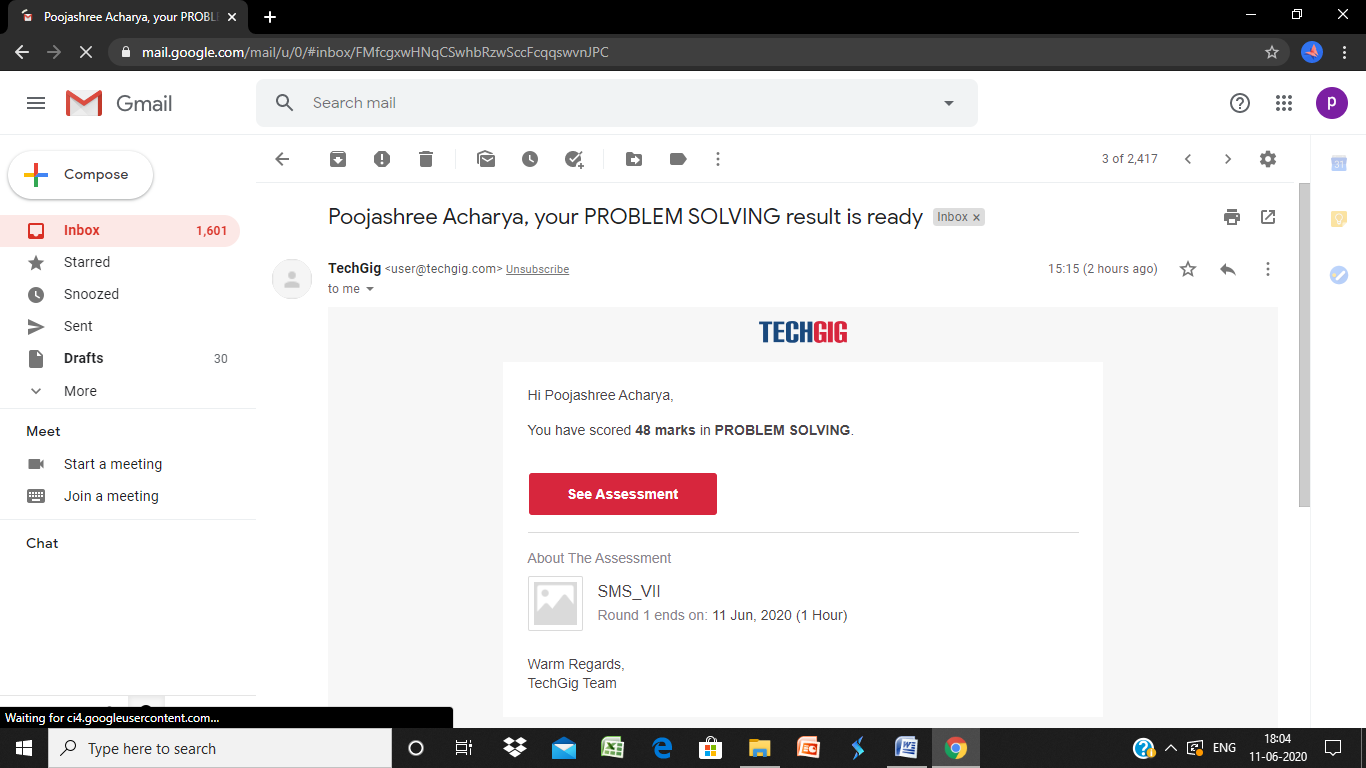 Poojashree Acharya, your PROBL
mail.google.com/mail/u/0/#inbox/FMfcgxwHNqCSwhbRzwSccFcqqswvnJPC
Gmail
Search mail
p
Compose
3 of 2,417
31
Inbox 1,601
Starred
Snoozed
Sent
Drafts 30
More
Meet
Start a meeting
Join a meeting
Chat
Poojashree Acharya, your PROBLEM SOLVING result is ready Inbox x
TechGig <user@techgig.com> Unsubscribe 15:15 (2 hours ago)
to me
TECHGIG
Hi Poojashree Acharya,
You have scored 48 marks in PROBLEM SOLVING.
See Assessment
About The Assessment
SMS_VII
Round 1 ends on: 11 Jun, 2020 (1 Hour)
Warm Regards,
TechGig Team
Waiting for ci4.googleusercontent.com...
Type here to search
ENG
18:04
11-06-2020